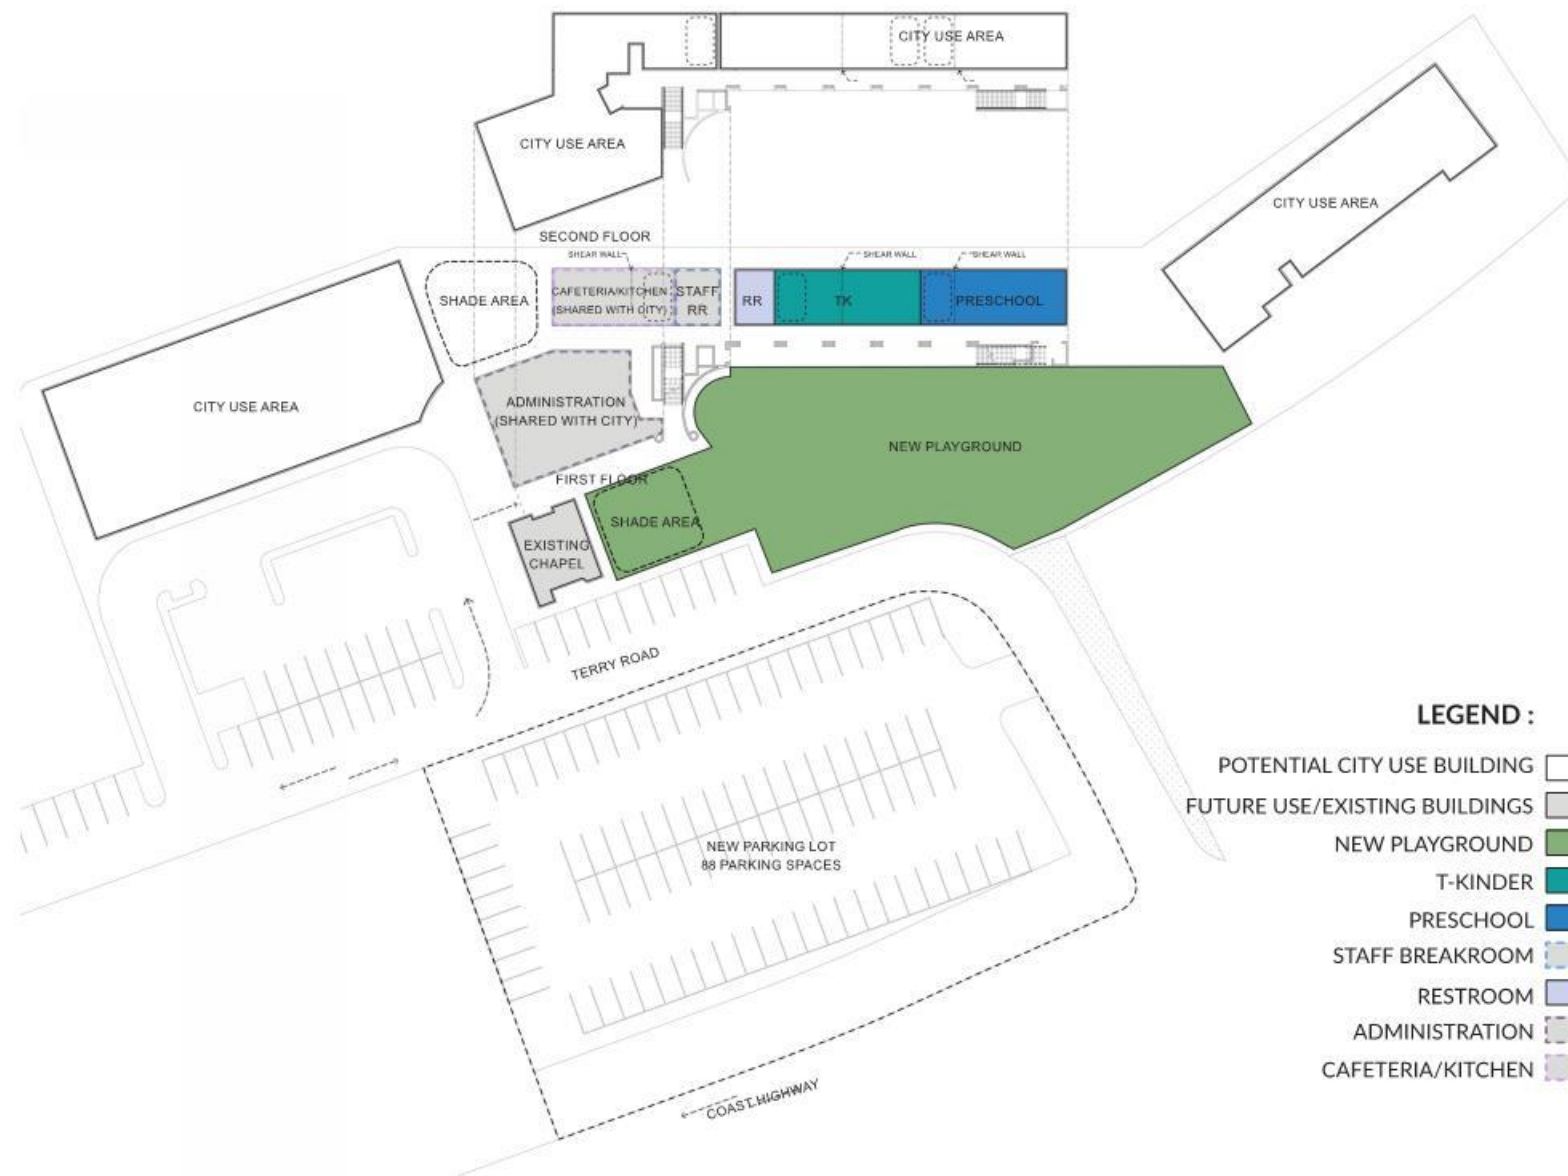 CITY USE AREA
CITY USE AREA
CITY USE AREA
SECOND FLOOR
SHEAR WALL
SHEAR WALL
SHEAR WALL
SHADE AREA
CAFETERIA/KITCHEN
(SHARED WITH CITY)
STAFF
RR
RR
TK
PRESCHOOL
CITY USE AREA
ADMINISTRATION
(SHARED WITH CITY)
NEW PLAYGROUND
FIRST FLOOR
SHADE AREA
EXISTING
CHAPEL
TERRY ROAD
NEW PARKING LOT
88 PARKING SPACES
COAST HIGHWAY
LEGEND :
POTENTIAL CITY USE BUILDING
FUTURE USE/EXISTING BUILDINGS
NEW PLAYGROUND
T-KINDER
PRESCHOOL
STAFF BREAKROOM
RESTROOM
ADMINISTRATION
CAFETERIA/KITCHEN